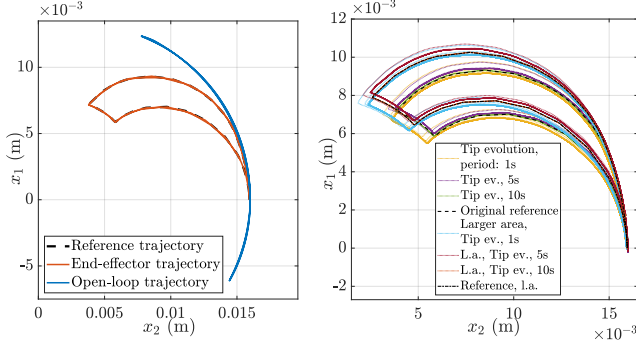 ×10⁻³
10
5
0
−5
x₁ (m)
0
0.005
0.01
0.015
x₂ (m)
Reference trajectory
End-effector trajectory
Open-loop trajectory
×10⁻³
12
10
8
6
4
2
0
−2
x₁ (m)
5
10
15
×10⁻³
x₂ (m)
Tip evolution,
period: 1s
Tip ev., 5s
Tip ev., 10s
Original reference
Larger area,
Tip ev., 1s
L.a., Tip ev., 5s
L.a., Tip ev., 10s
Reference, l.a.